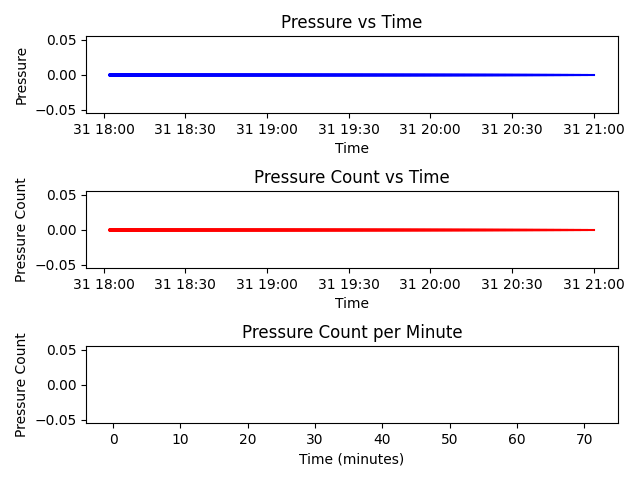 Pressure vs Time
0.05
0.00
−0.05
Pressure
31 18:00 31 18:30 31 19:00 31 19:30 31 20:00 31 20:30 31 21:00
Time
Pressure Count vs Time
0.05
0.00
−0.05
Pressure Count
31 18:00 31 18:30 31 19:00 31 19:30 31 20:00 31 20:30 31 21:00
Time
Pressure Count per Minute
0.05
0.00
−0.05
Pressure Count
0 10 20 30 40 50 60 70
Time (minutes)